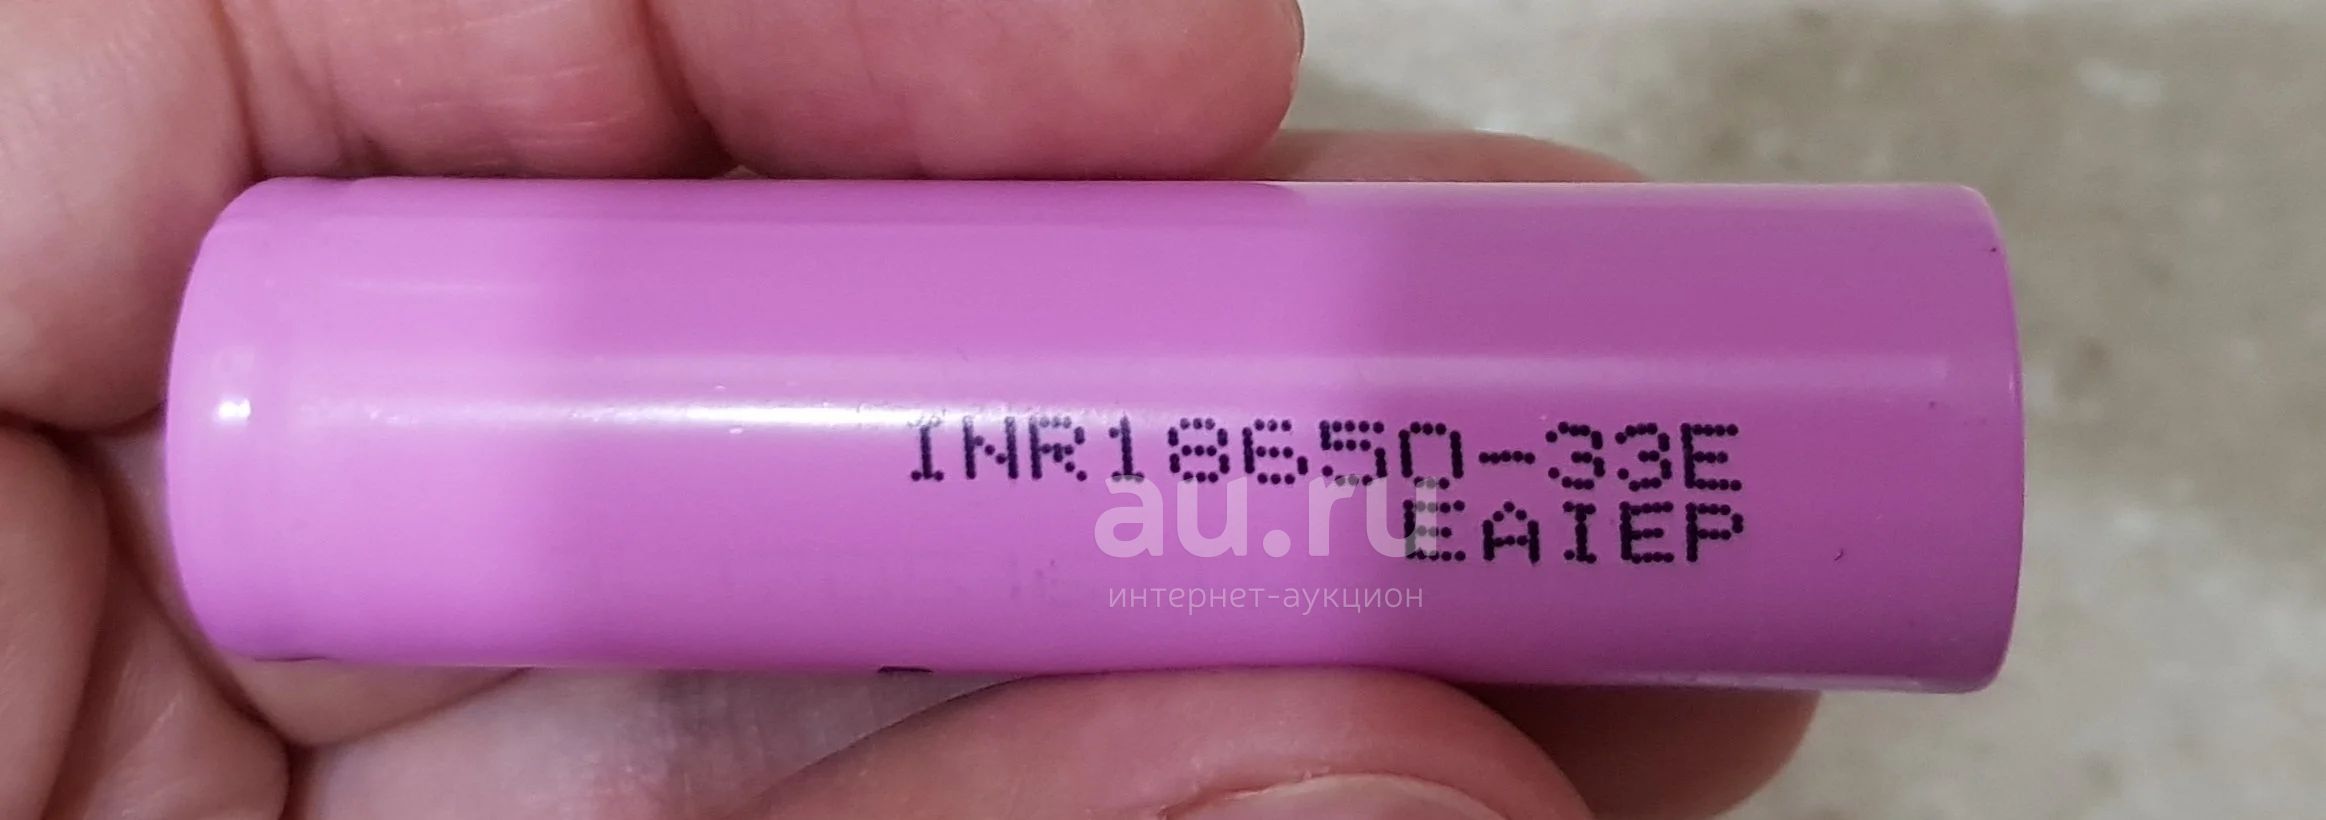 INR18650-33E
EAIEP
au.ru
интернет-аукцион